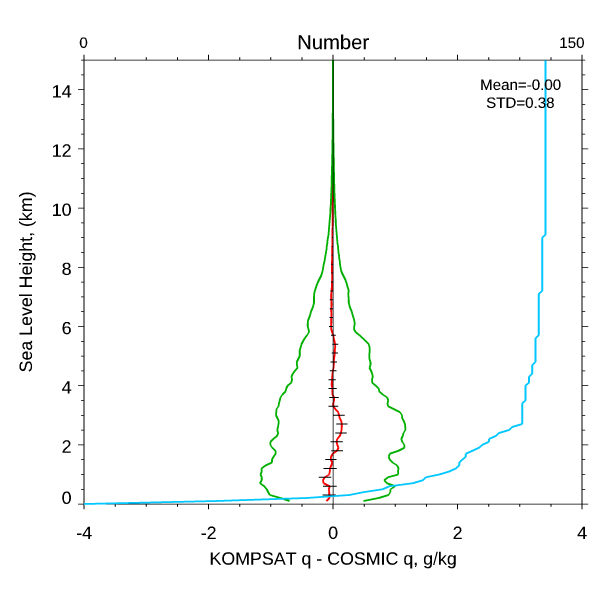 0 Number 150
Mean=-0.00
STD=0.38
Sea Level Height, (km)
14
12
10
8
6
4
2
0
-4 -2 0 2 4
KOMPSAT q - COSMIC q, g/kg